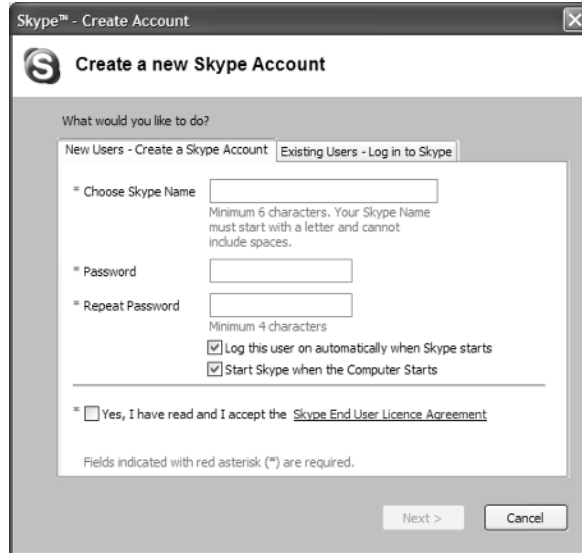 Skype™ - Create Account
S
Create a new Skype Account
What would you like to do?
New Users - Create a Skype Account
Existing Users - Log in to Skype
* Choose Skype Name
Minimum 6 characters. Your Skype Name
must start with a letter and cannot
include spaces.
* Password
* Repeat Password
Minimum 4 characters
Log this user on automatically when Skype starts
Start Skype when the Computer Starts
* Yes, I have read and I accept the Skype End User Licence Agreement
Fields indicated with red asterisk (*) are required.
Next >
Cancel